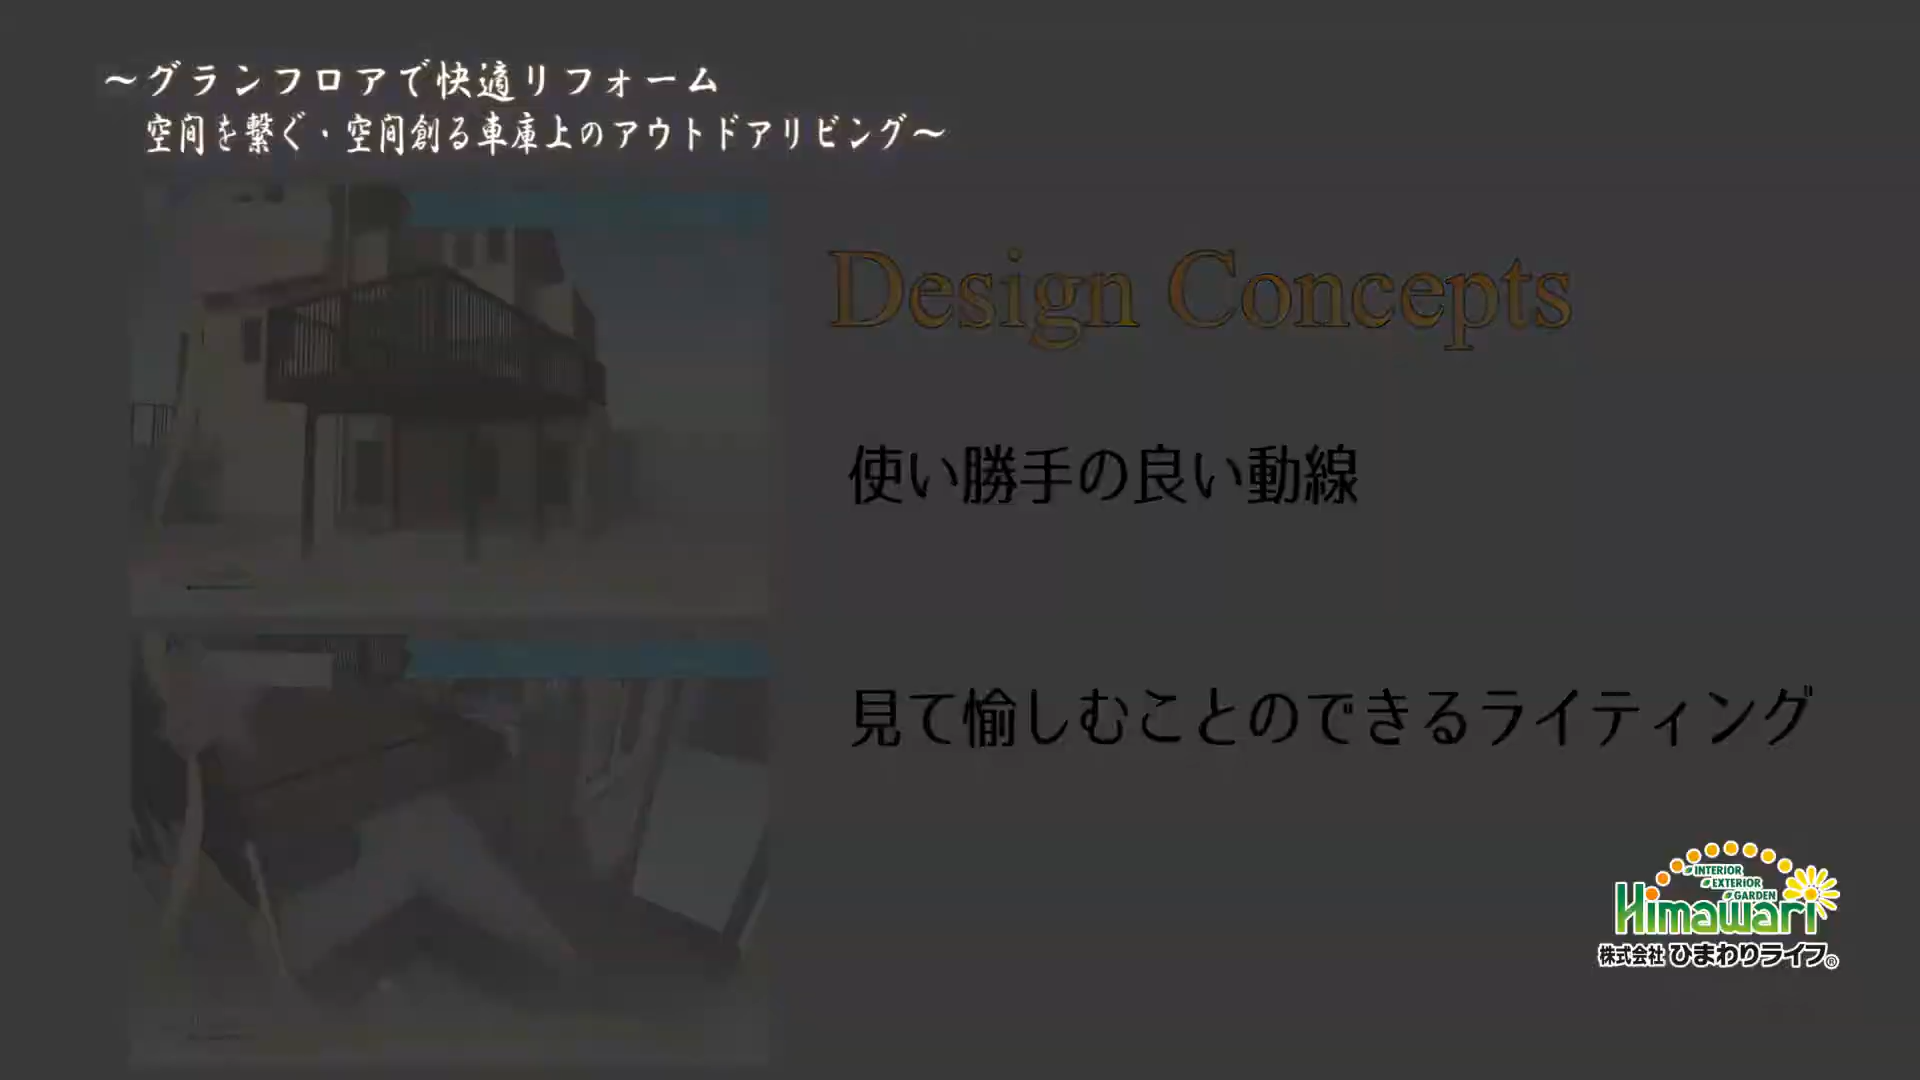 ～グランフロアで快適リフォーム
空间を繋ぐ・空间創る車庫上のアウトドアリビング～
Design Concepts
使い勝手の良い動線
見て愉しむことのできるライティング
INTERIOR
EXTERIOR
GARDEN
Himawari
株式会社 ひまわりライフ®